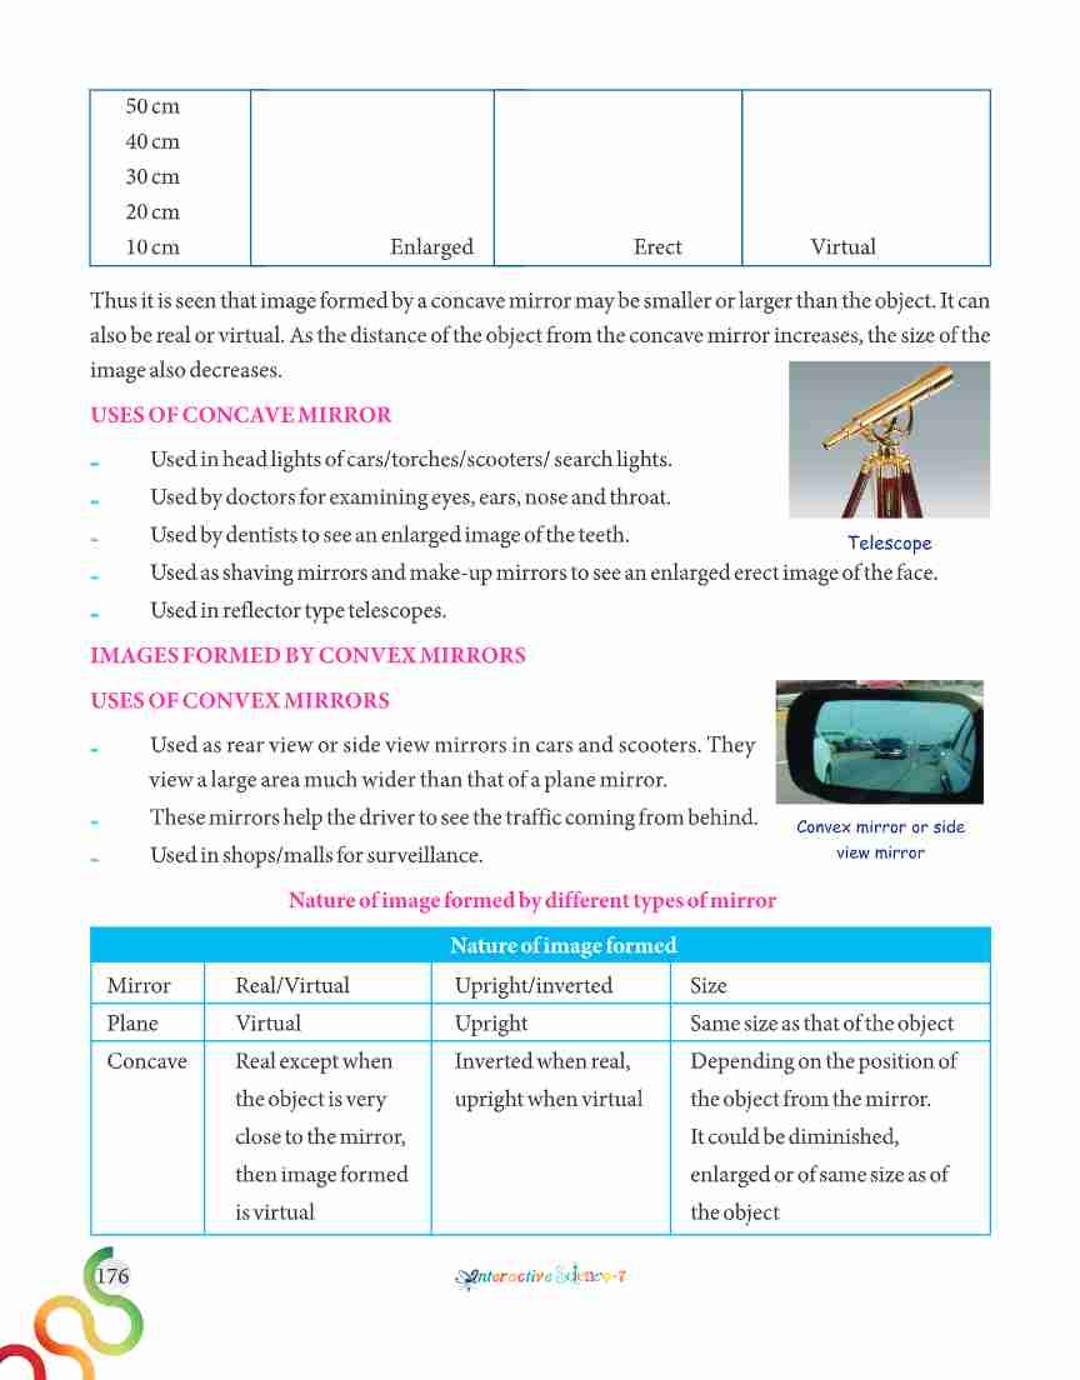 50 cm
40 cm
30 cm
20 cm
10 cm Enlarged Erect Virtual
Thus it is seen that image formed by a concave mirror may be smaller or larger than the object. It can
also be real or virtual. As the distance of the object from the concave mirror increases, the size of the
image also decreases.
USES OF CONCAVE MIRROR
- Used in head lights of cars/torches/scooters/ search lights.
- Used by doctors for examining eyes, ears, nose and throat.
- Used by dentists to see an enlarged image of the teeth.
Telescope
- Used as shaving mirrors and make-up mirrors to see an enlarged erect image of the face.
- Used in reflector type telescopes.
IMAGES FORMED BY CONVEX MIRRORS
USES OF CONVEX MIRRORS
- Used as rear view or side view mirrors in cars and scooters. They
view a large area much wider than that of a plane mirror.
- These mirrors help the driver to see the traffic coming from behind.
- Used in shops/malls for surveillance.
Convex mirror or side
view mirror
Nature of image formed by different types of mirror
Nature of image formed
Mirror Real/Virtual Upright/inverted Size
Plane Virtual Upright Same size as that of the object
Concave Real except when Inverted when real, Depending on the position of
the object is very upright when virtual the object from the mirror.
close to the mirror, It could be diminished,
then image formed enlarged or of same size as of
is virtual the object
176
Interactive Science-7